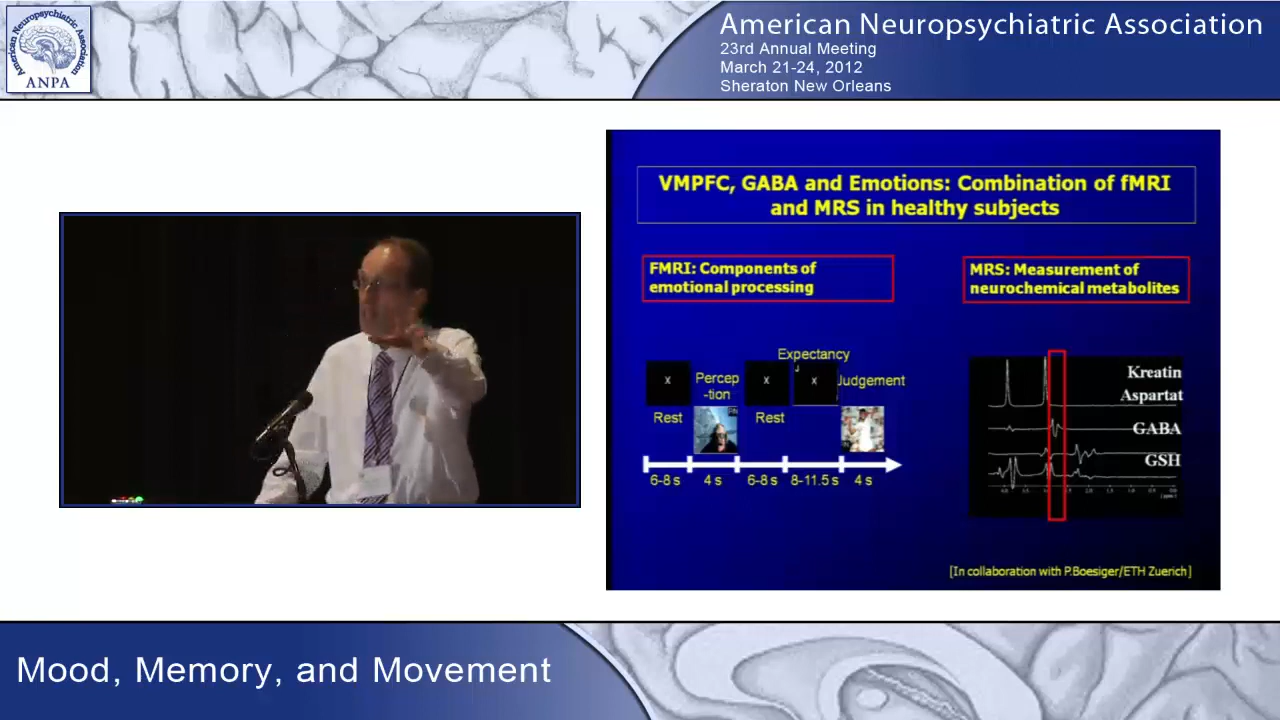 American Neuropsychiatric Association
ANPA
American Neuropsychiatric Association
23rd Annual Meeting
March 21-24, 2012
Sheraton New Orleans
VMPFC, GABA and Emotions: Combination of fMRI
and MRS in healthy subjects
FMRI: Components of
emotional processing
MRS: Measurement of
neurochemical metabolites
Expectancy
x
Percep
-tion
x
x
Judgement
Rest
Rest
6-8 s
4 s
6-8 s
8-11.5 s
4 s
Kreatin
Aspartat
GABA
GSH
[In collaboration with P.Boesiger/ETH Zuerich]
Mood, Memory, and Movement